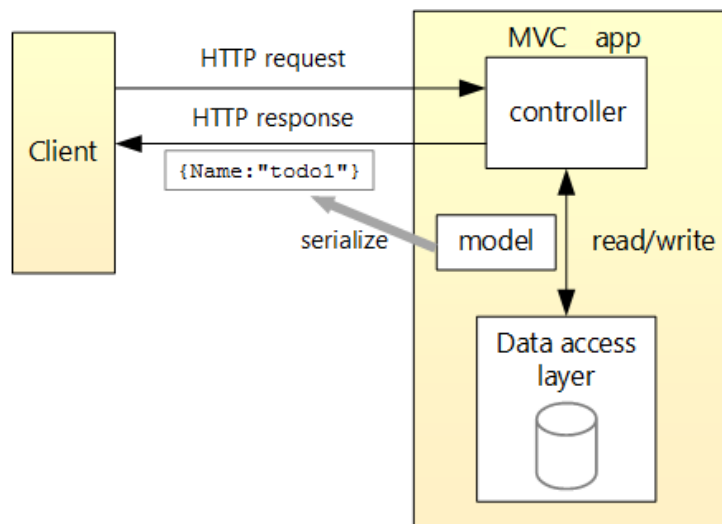 MVC app
HTTP request
controller
HTTP response
Client
{Name:"todo1"}
serialize
model
read/write
Data access
layer